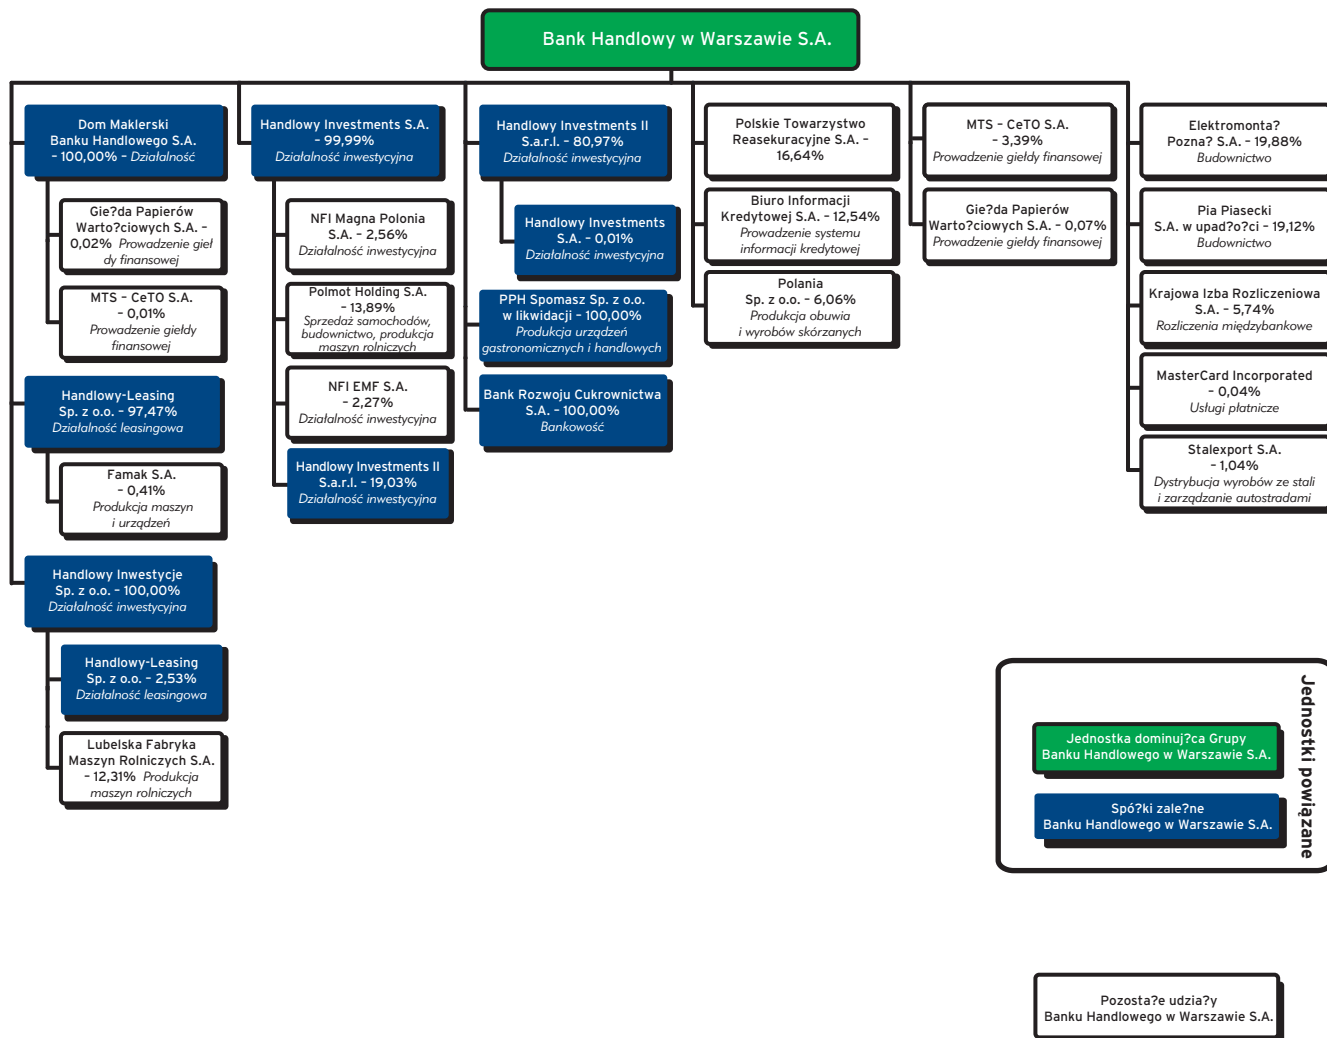 Bank Handlowy w Warszawie S.A.
Dom Maklerski
Banku Handlowego S.A.
– 100,00% – Działalność
Gie?da Papierów
Warto?ciowych S.A. –
0,02% Prowadzenie gieł
dy finansowej
MTS – CeTO S.A.
– 0,01%
Prowadzenie giełdy
finansowej
Handlowy-Leasing
Sp. z o.o. – 97,47%
Działalność leasingowa
Famak S.A.
– 0,41%
Produkcja maszyn
i urządzeń
Handlowy Inwestycje
Sp. z o.o. – 100,00%
Działalność inwestycyjna
Handlowy-Leasing
Sp. z o.o. – 2,53%
Działalność leasingowa
Lubelska Fabryka
Maszyn Rolniczych S.A.
– 12,31% Produkcja
maszyn rolniczych
Handlowy Investments S.A.
– 99,99%
Działalność inwestycyjna
NFI Magna Polonia
S.A. – 2,56%
Działalność inwestycyjna
Polmot Holding S.A.
– 13,89%
Sprzedaż samochodów,
budownictwo, produkcja
maszyn rolniczych
NFI EMF S.A.
– 2,27%
Działalność inwestycyjna
Handlowy Investments II
S.a.r.l. – 19,03%
Działalność inwestycyjna
Handlowy Investments II
S.a.r.l. – 80,97%
Działalność inwestycyjna
Handlowy Investments
S.A. – 0,01%
Działalność inwestycyjna
PPH Spomasz Sp. z o.o.
w likwidacji – 100,00%
Produkcja urządzeń
gastronomicznych i handlowych
Bank Rozwoju Cukrownictwa
S.A. – 100,00%
Bankowość
Polskie Towarzystwo
Reasekuracyjne S.A. –
16,64%
Biuro Informacji
Kredytowej S.A. – 12,54%
Prowadzenie systemu
informacji kredytowej
Polania
Sp. z o.o. – 6,06%
Produkcja obuwia
i wyrobów skórzanych
MTS – CeTO S.A.
– 3,39%
Prowadzenie giełdy finansowej
Gie?da Papierów
Warto?ciowych S.A. – 0,07%
Prowadzenie giełdy finansowej
Elektromonta?
Pozna? S.A. – 19,88%
Budownictwo
Pia Piasecki
S.A. w upad?o?ci – 19,12%
Budownictwo
Krajowa Izba Rozliczeniowa
S.A. – 5,74%
Rozliczenia międzybankowe
MasterCard Incorporated
– 0,04%
Usługi płatnicze
Stalexport S.A.
– 1,04%
Dystrybucja wyrobów ze stali
i zarządzanie autostradami
Jednostki powiązane
Jednostka dominuj?ca Grupy
Banku Handlowego w Warszawie S.A.
Spó?ki zale?ne
Banku Handlowego w Warszawie S.A.
Pozosta?e udzia?y
Banku Handlowego w Warszawie S.A.